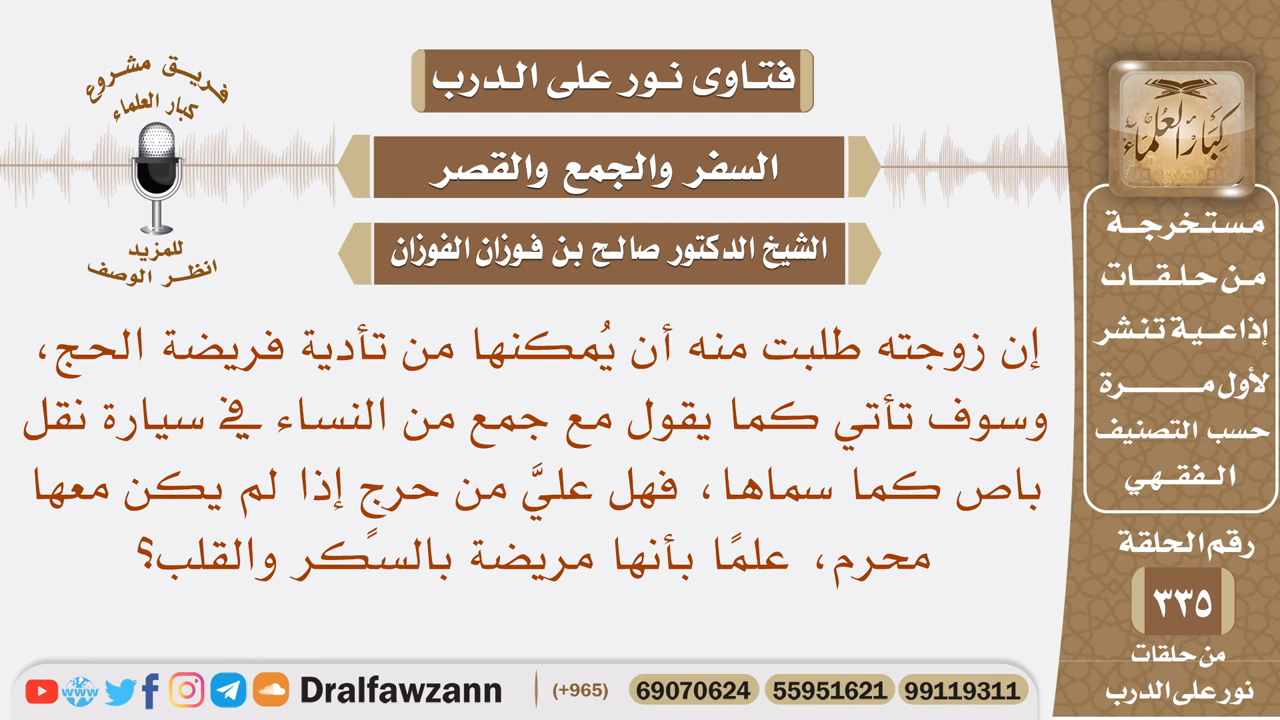 فتاوى نور على الدرب
السفر والجمع والقصر
الشيخ الدكتور صالح بن فوزان الفوزان
فريق مشروع
كبار العلماء
للمزيد
انظر الوصف
إن زوجته طلبت منه أن يُمكنها من تأدية فريضة الحج،
وسوف تأتي كما يقول مع جمع من النساء في سيارة نقل
باص كما سماها، فهل عليَّ من حرجٍ إذا لم يكن معها
محرم، علمًا بأنها مريضة بالسكر والقلب؟
كبار العلماء
مستخرجة
من حلقات
إذاعية تنشر
لأول مرة
حسب التصنيف
الفقهي
رقم الحلقة
٣٣٥
من حلقات
نور على الدرب
www
Dralfawzann
(+965)
69070624
55951621
99119311